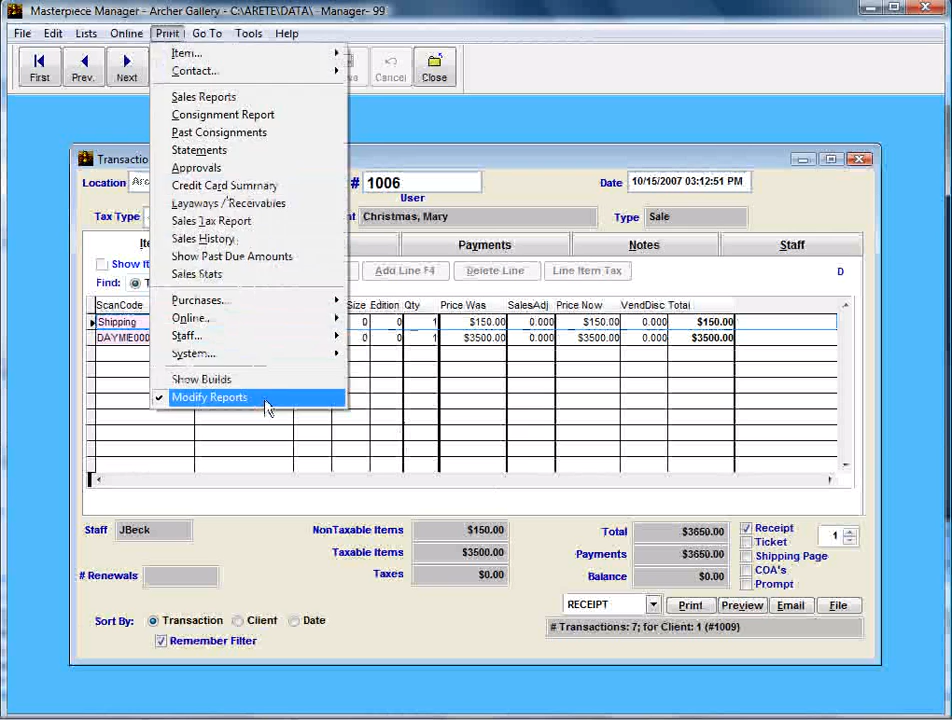 Masterpiece Manager - Archer Gallery - C:\ARETE\DATA\ -Manager- 99
File Edit Lists Online Print Go To Tools Help
First Prev. Next Cancel Close
Item...
Contact...
Sales Reports
Consignment Report
Past Consignments
Statements
Approvals
Credit Card Summary
Layaways / Receivables
Sales Tax Report
Sales History
Show Past Due Amounts
Sales Stats
Purchases...
Online...
Staff...
System...
Show Builds
Modify Reports
Transactio
Location Arc # 1006 Date 10/15/2007 03:12:51 PM
User
Tax Type Christmas, Mary Type Sale
Payments Notes Staff
Show It Add Line F4 Delete Line Line Item Tax D
Find:
ScanCode Size Edition Qty Price Was SalesAdj Price Now VendDisc Total
Shipping 0 0 1 $150.00 0.000 $150.00 0.000 $150.00
DAYME00 0 0 1 $3500.00 0.000 $3500.00 0.000 $3500.00
Staff JBeck NonTaxable Items $150.00 Total $3650.00 Receipt 1
Ticket
Taxable Items $3500.00 Payments $3650.00 Shipping Page
COA's
# Renewals Taxes $0.00 Balance $0.00 Prompt
RECEIPT Print Preview Email File
Sort By: Transaction Client Date # Transactions: 7; for Client: 1 (#1009)
Remember Filter